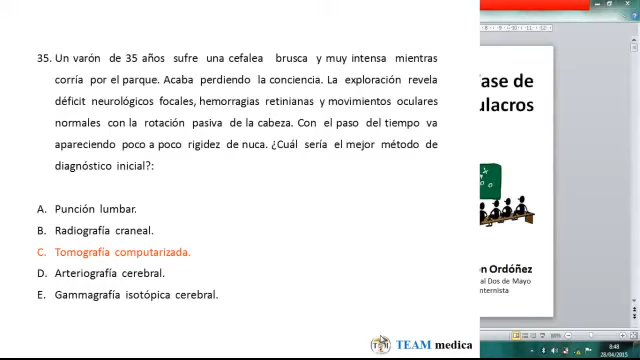 35. Un varón de 35 años sufre una cefalea brusca y muy intensa mientras
corría por el parque. Acaba perdiendo la conciencia. La exploración revela
déficit neurológicos focales, hemorragias retinianas y movimientos oculares
normales con la rotación pasiva de la cabeza. Con el paso del tiempo va
apareciendo poco a poco rigidez de nuca. ¿Cuál sería el mejor método de
diagnóstico inicial?:
A. Punción lumbar.
B. Radiografía craneal.
C. Tomografía computarizada.
D. Arteriografía cerebral.
E. Gammagrafía isotópica cerebral.
TEAM medica
ase de
ulacros
n Ordóñez
al Dos de Mayo
nternista
8:48
28/04/2015